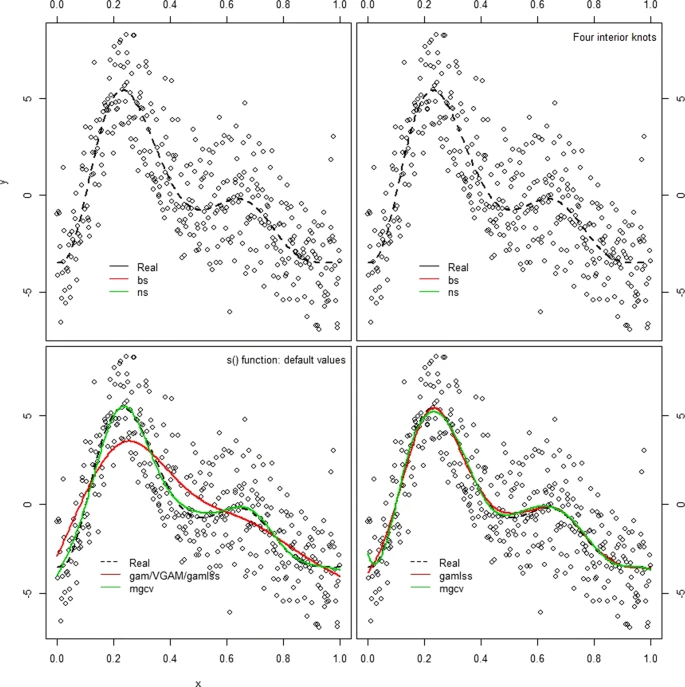 0.0 0.2 0.4 0.6 0.8 1.0
0.0 0.2 0.4 0.6 0.8 1.0
Four interior knots
5
0
-5
5
0
-5
y
Real
bs
ns
Real
bs
ns
s() function: default values
5
0
-5
5
0
-5
Real
gam/VGAM/gamlss
mgcv
Real
gamlss
mgcv
0.0 0.2 0.4 0.6 0.8 1.0
0.0 0.2 0.4 0.6 0.8 1.0
x